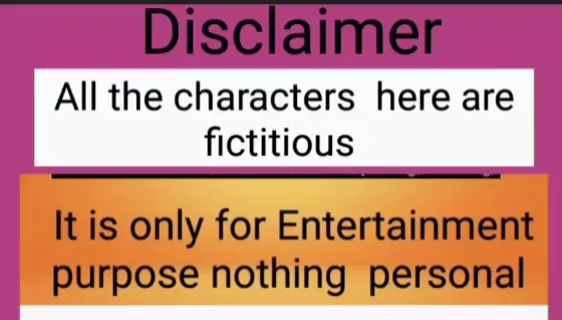 Disclaimer
All the characters here are
fictitious
It is only for Entertainment
purpose nothing personal